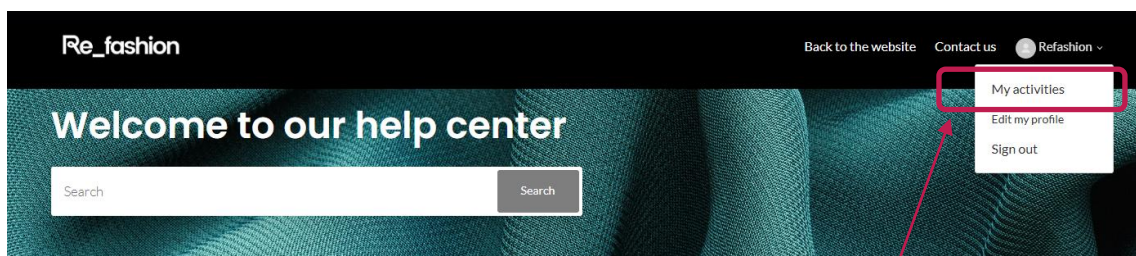 Re_fashion
Back to the website Contact us Refashion
My activities
Edit my profile
Sign out
Welcome to our help center
Search Search